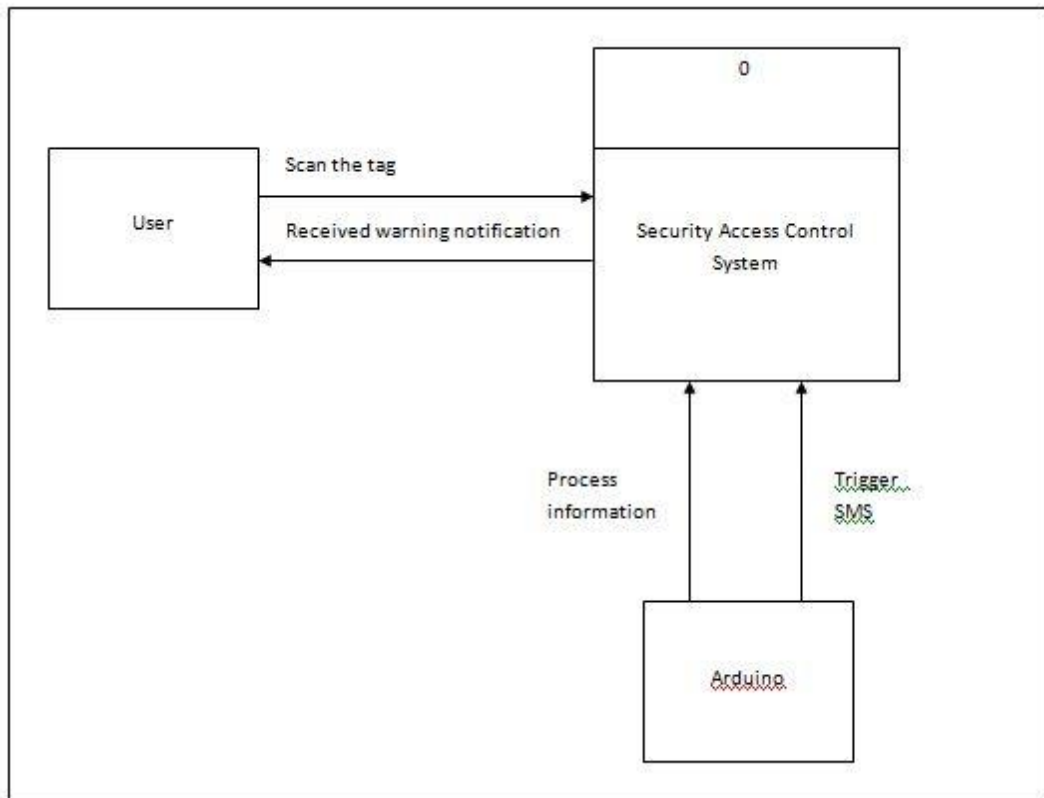 0
Scan the tag
User
Received warning notification
Security Access Control
System
Process
information
Trigger
SMS
Arduino